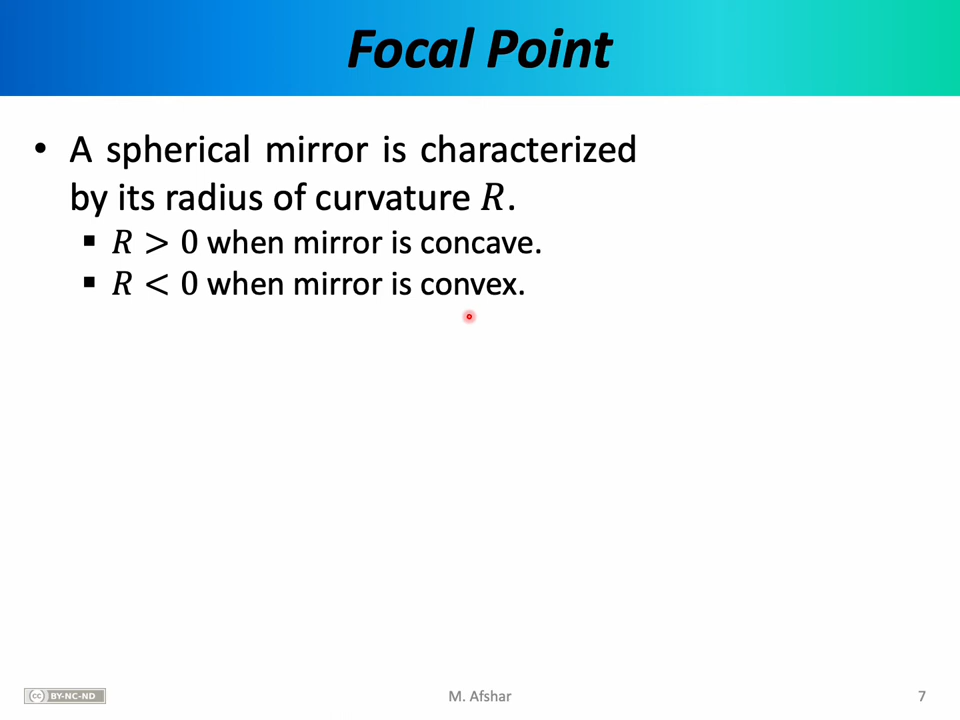 Focal Point
• A spherical mirror is characterized
by its radius of curvature R.
▪ R > 0 when mirror is concave.
▪ R < 0 when mirror is convex.
cc BY-NC-ND
M. Afshar
7